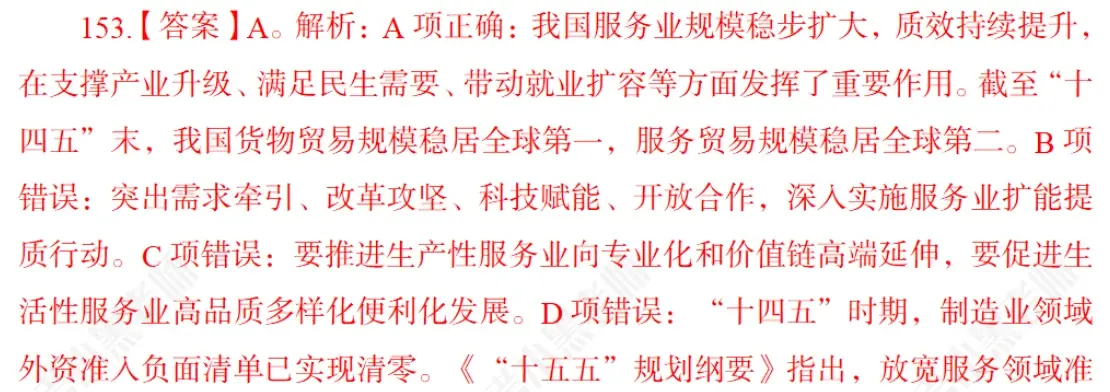 153.【答案】A。解析：A 项正确：我国服务业规模稳步扩大，质效持续提升，
在支撑产业升级、满足民生需要、带动就业扩容等方面发挥了重要作用。截至“十
四五”末，我国货物贸易规模稳居全球第一，服务贸易规模稳居全球第二。B 项
错误：突出需求牵引、改革攻坚、科技赋能、开放合作，深入实施服务业扩能提
质行动。C 项错误：要推进生产性服务业向专业化和价值链高端延伸，要促进生
活性服务业高品质多样化便利化发展。D 项错误：“十四五”时期，制造业领域
外资准入负面清单已实现清零。《“十五五”规划纲要》指出，放宽服务领域准